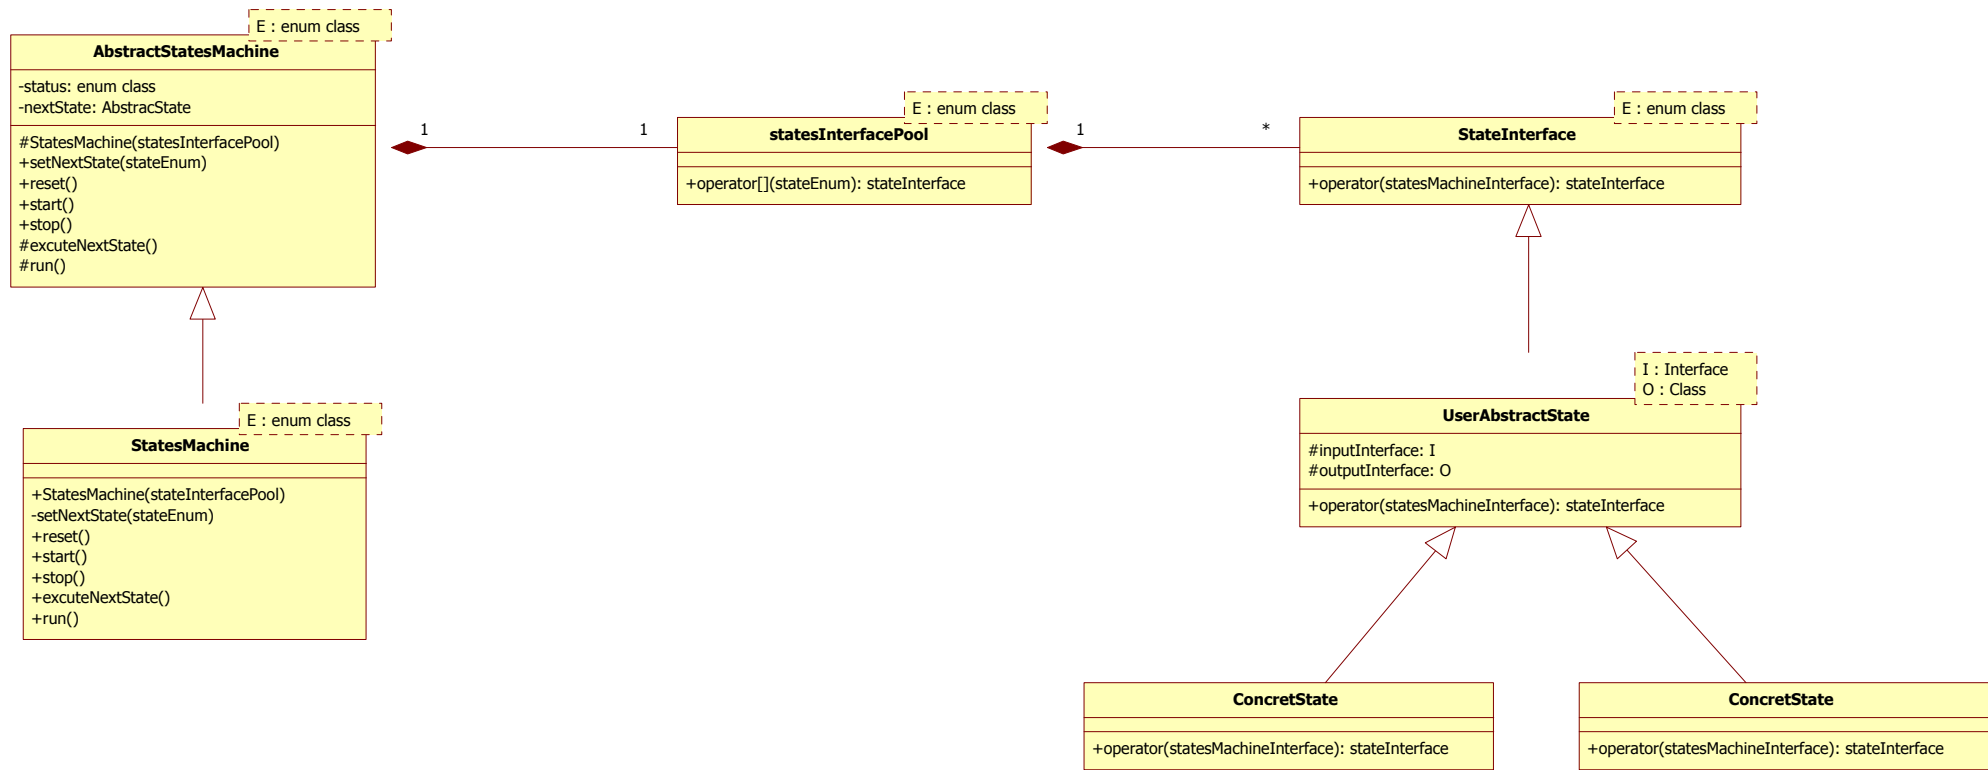 E : enum class
AbstractStatesMachine
-status: enum class
-nextState: AbstracState
#StatesMachine(statesInterfacePool)
+setNextState(stateEnum)
+reset()
+start()
+stop()
#excuteNextState()
#run()
1
1
E : enum class
statesInterfacePool
+operator[](stateEnum): stateInterface
1
*
E : enum class
StateInterface
+operator(statesMachineInterface): stateInterface
E : enum class
StatesMachine
+StatesMachine(stateInterfacePool)
-setNextState(stateEnum)
+reset()
+start()
+stop()
+excuteNextState()
+run()
I : Interface
O : Class
UserAbstractState
#inputInterface: I
#outputInterface: O
+operator(statesMachineInterface): stateInterface
ConcretState
+operator(statesMachineInterface): stateInterface
ConcretState
+operator(statesMachineInterface): stateInterface